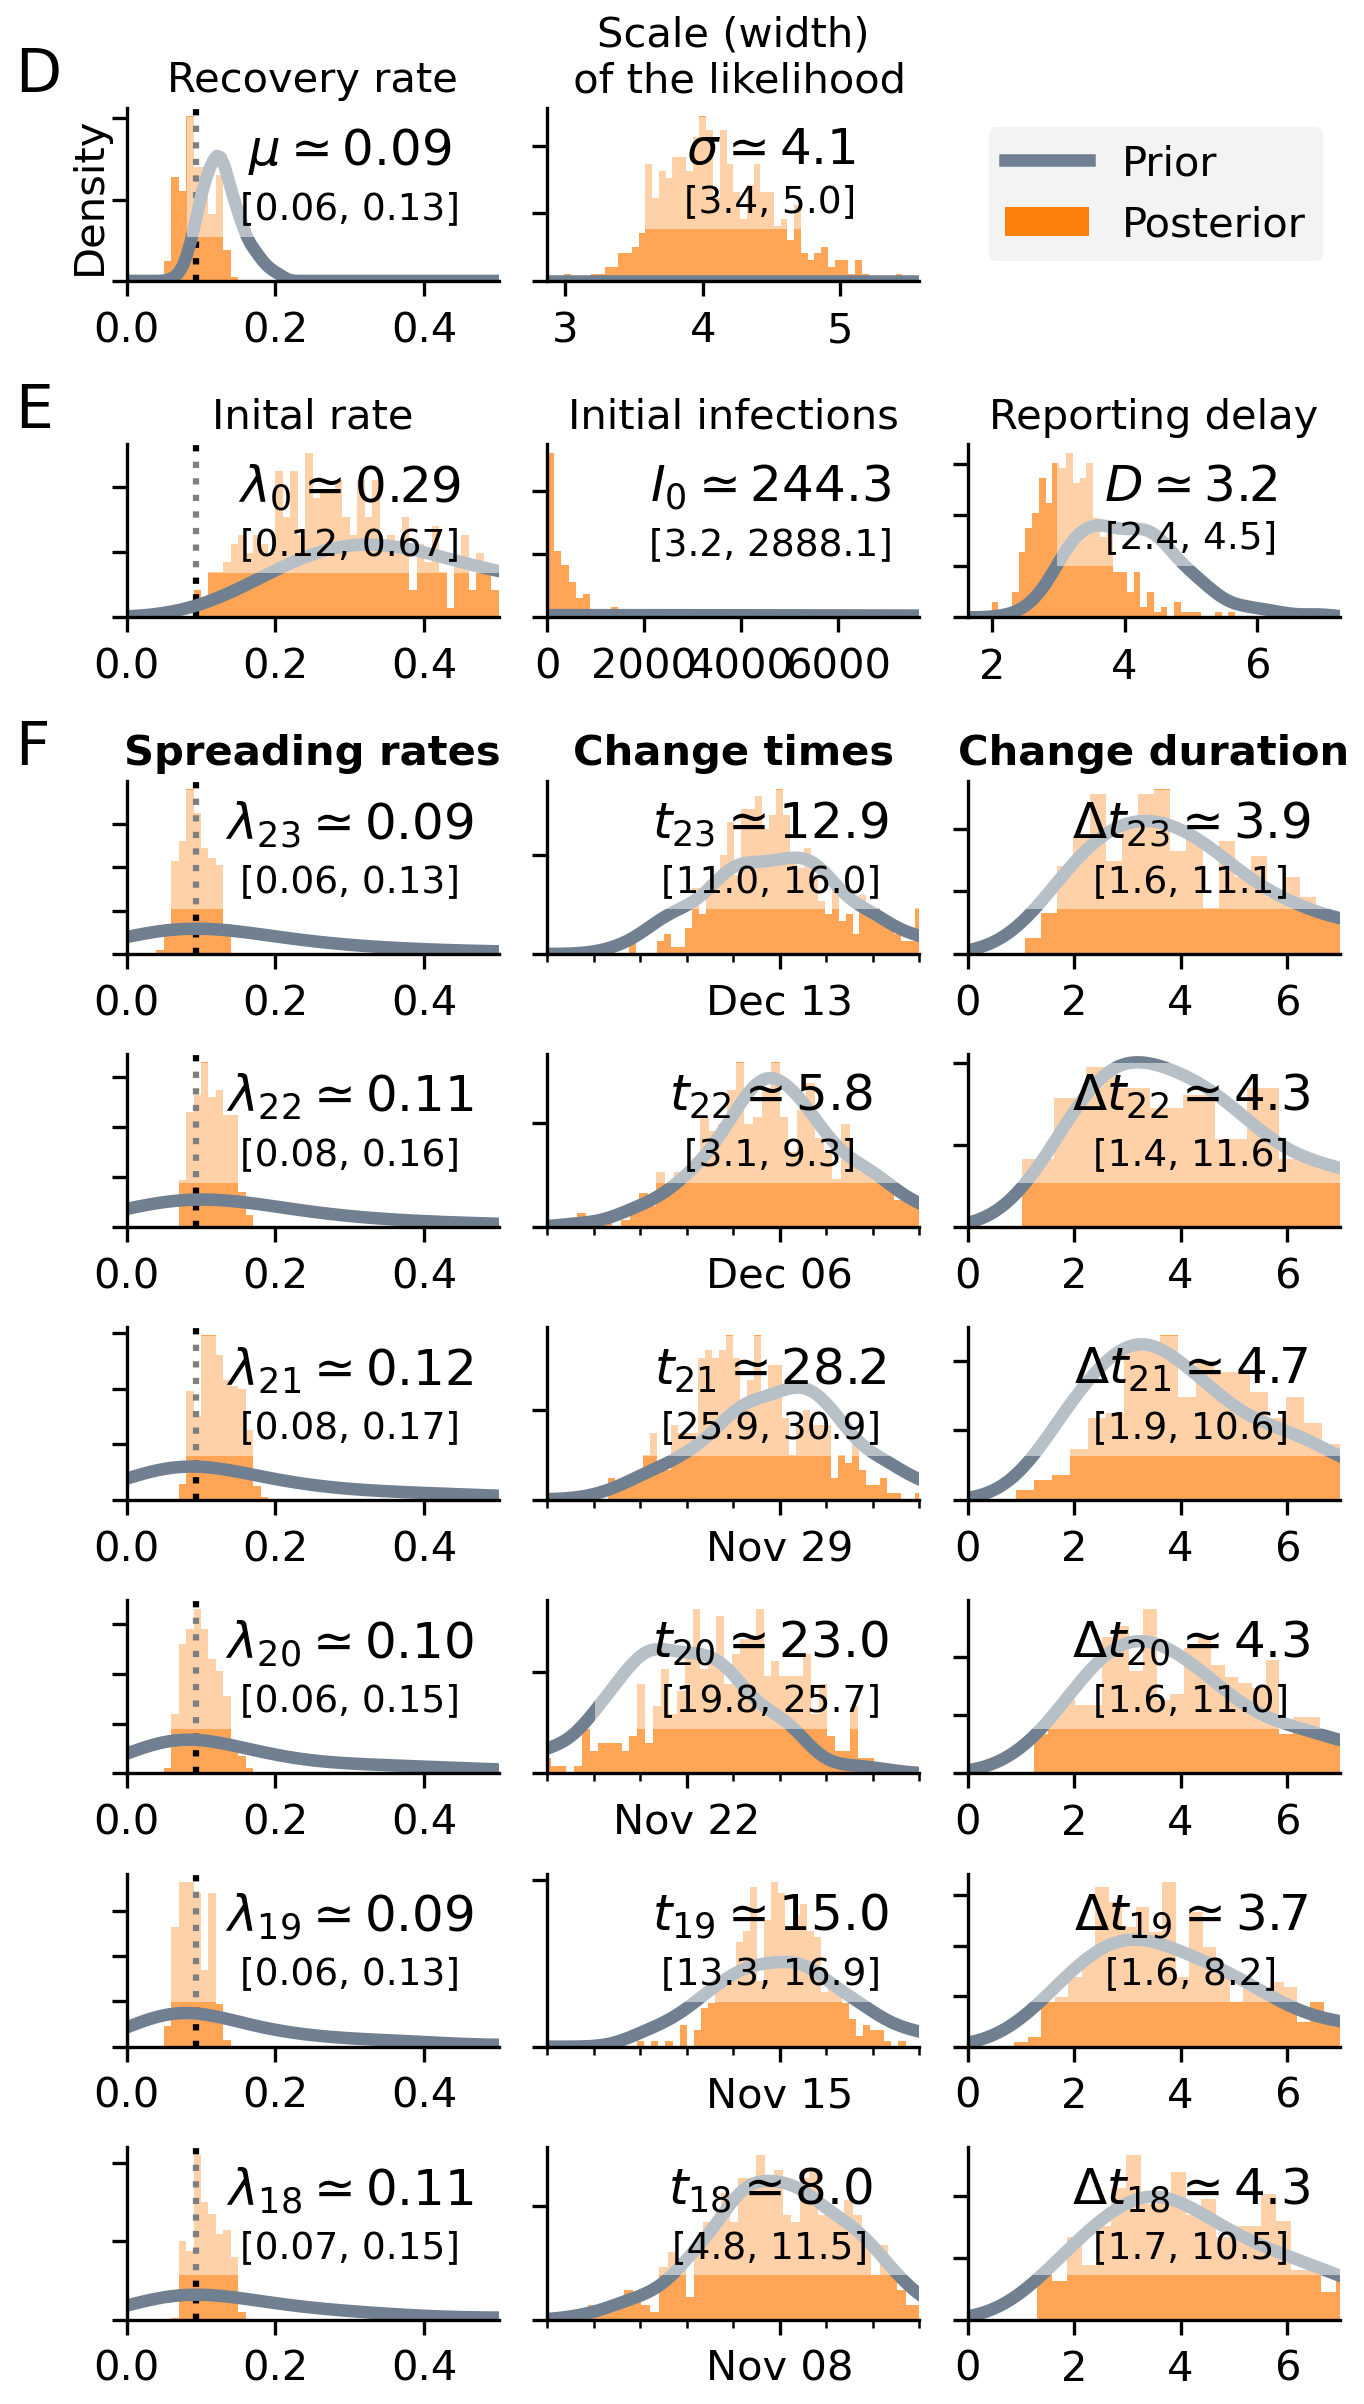 D
Recovery rate
Scale (width)
of the likelihood
Density
μ ≃ 0.09
[0.06, 0.13]
0.0 0.2 0.4
σ ≃ 4.1
[3.4, 5.0]
3 4 5
Prior
Posterior
E
Inital rate
λ0 ≃ 0.29
[0.12, 0.67]
0.0 0.2 0.4
Initial infections
I0 ≃ 244.3
[3.2, 2888.1]
0 2000 4000 6000
Reporting delay
D ≃ 3.2
[2.4, 4.5]
2 4 6
F
Spreading rates
Change times
Change duration
λ23 ≃ 0.09
[0.06, 0.13]
0.0 0.2 0.4
t23 ≃ 12.9
[11.0, 16.0]
Dec 13
Δt23 ≃ 3.9
[1.6, 11.1]
0 2 4 6
λ22 ≃ 0.11
[0.08, 0.16]
0.0 0.2 0.4
t22 ≃ 5.8
[3.1, 9.3]
Dec 06
Δt22 ≃ 4.3
[1.4, 11.6]
0 2 4 6
λ21 ≃ 0.12
[0.08, 0.17]
0.0 0.2 0.4
t21 ≃ 28.2
[25.9, 30.9]
Nov 29
Δt21 ≃ 4.7
[1.9, 10.6]
0 2 4 6
λ20 ≃ 0.10
[0.06, 0.15]
0.0 0.2 0.4
t20 ≃ 23.0
[19.8, 25.7]
Nov 22
Δt20 ≃ 4.3
[1.6, 11.0]
0 2 4 6
λ19 ≃ 0.09
[0.06, 0.13]
0.0 0.2 0.4
t19 ≃ 15.0
[13.3, 16.9]
Nov 15
Δt19 ≃ 3.7
[1.6, 8.2]
0 2 4 6
λ18 ≃ 0.11
[0.07, 0.15]
0.0 0.2 0.4
t18 ≃ 8.0
[4.8, 11.5]
Nov 08
Δt18 ≃ 4.3
[1.7, 10.5]
0 2 4 6